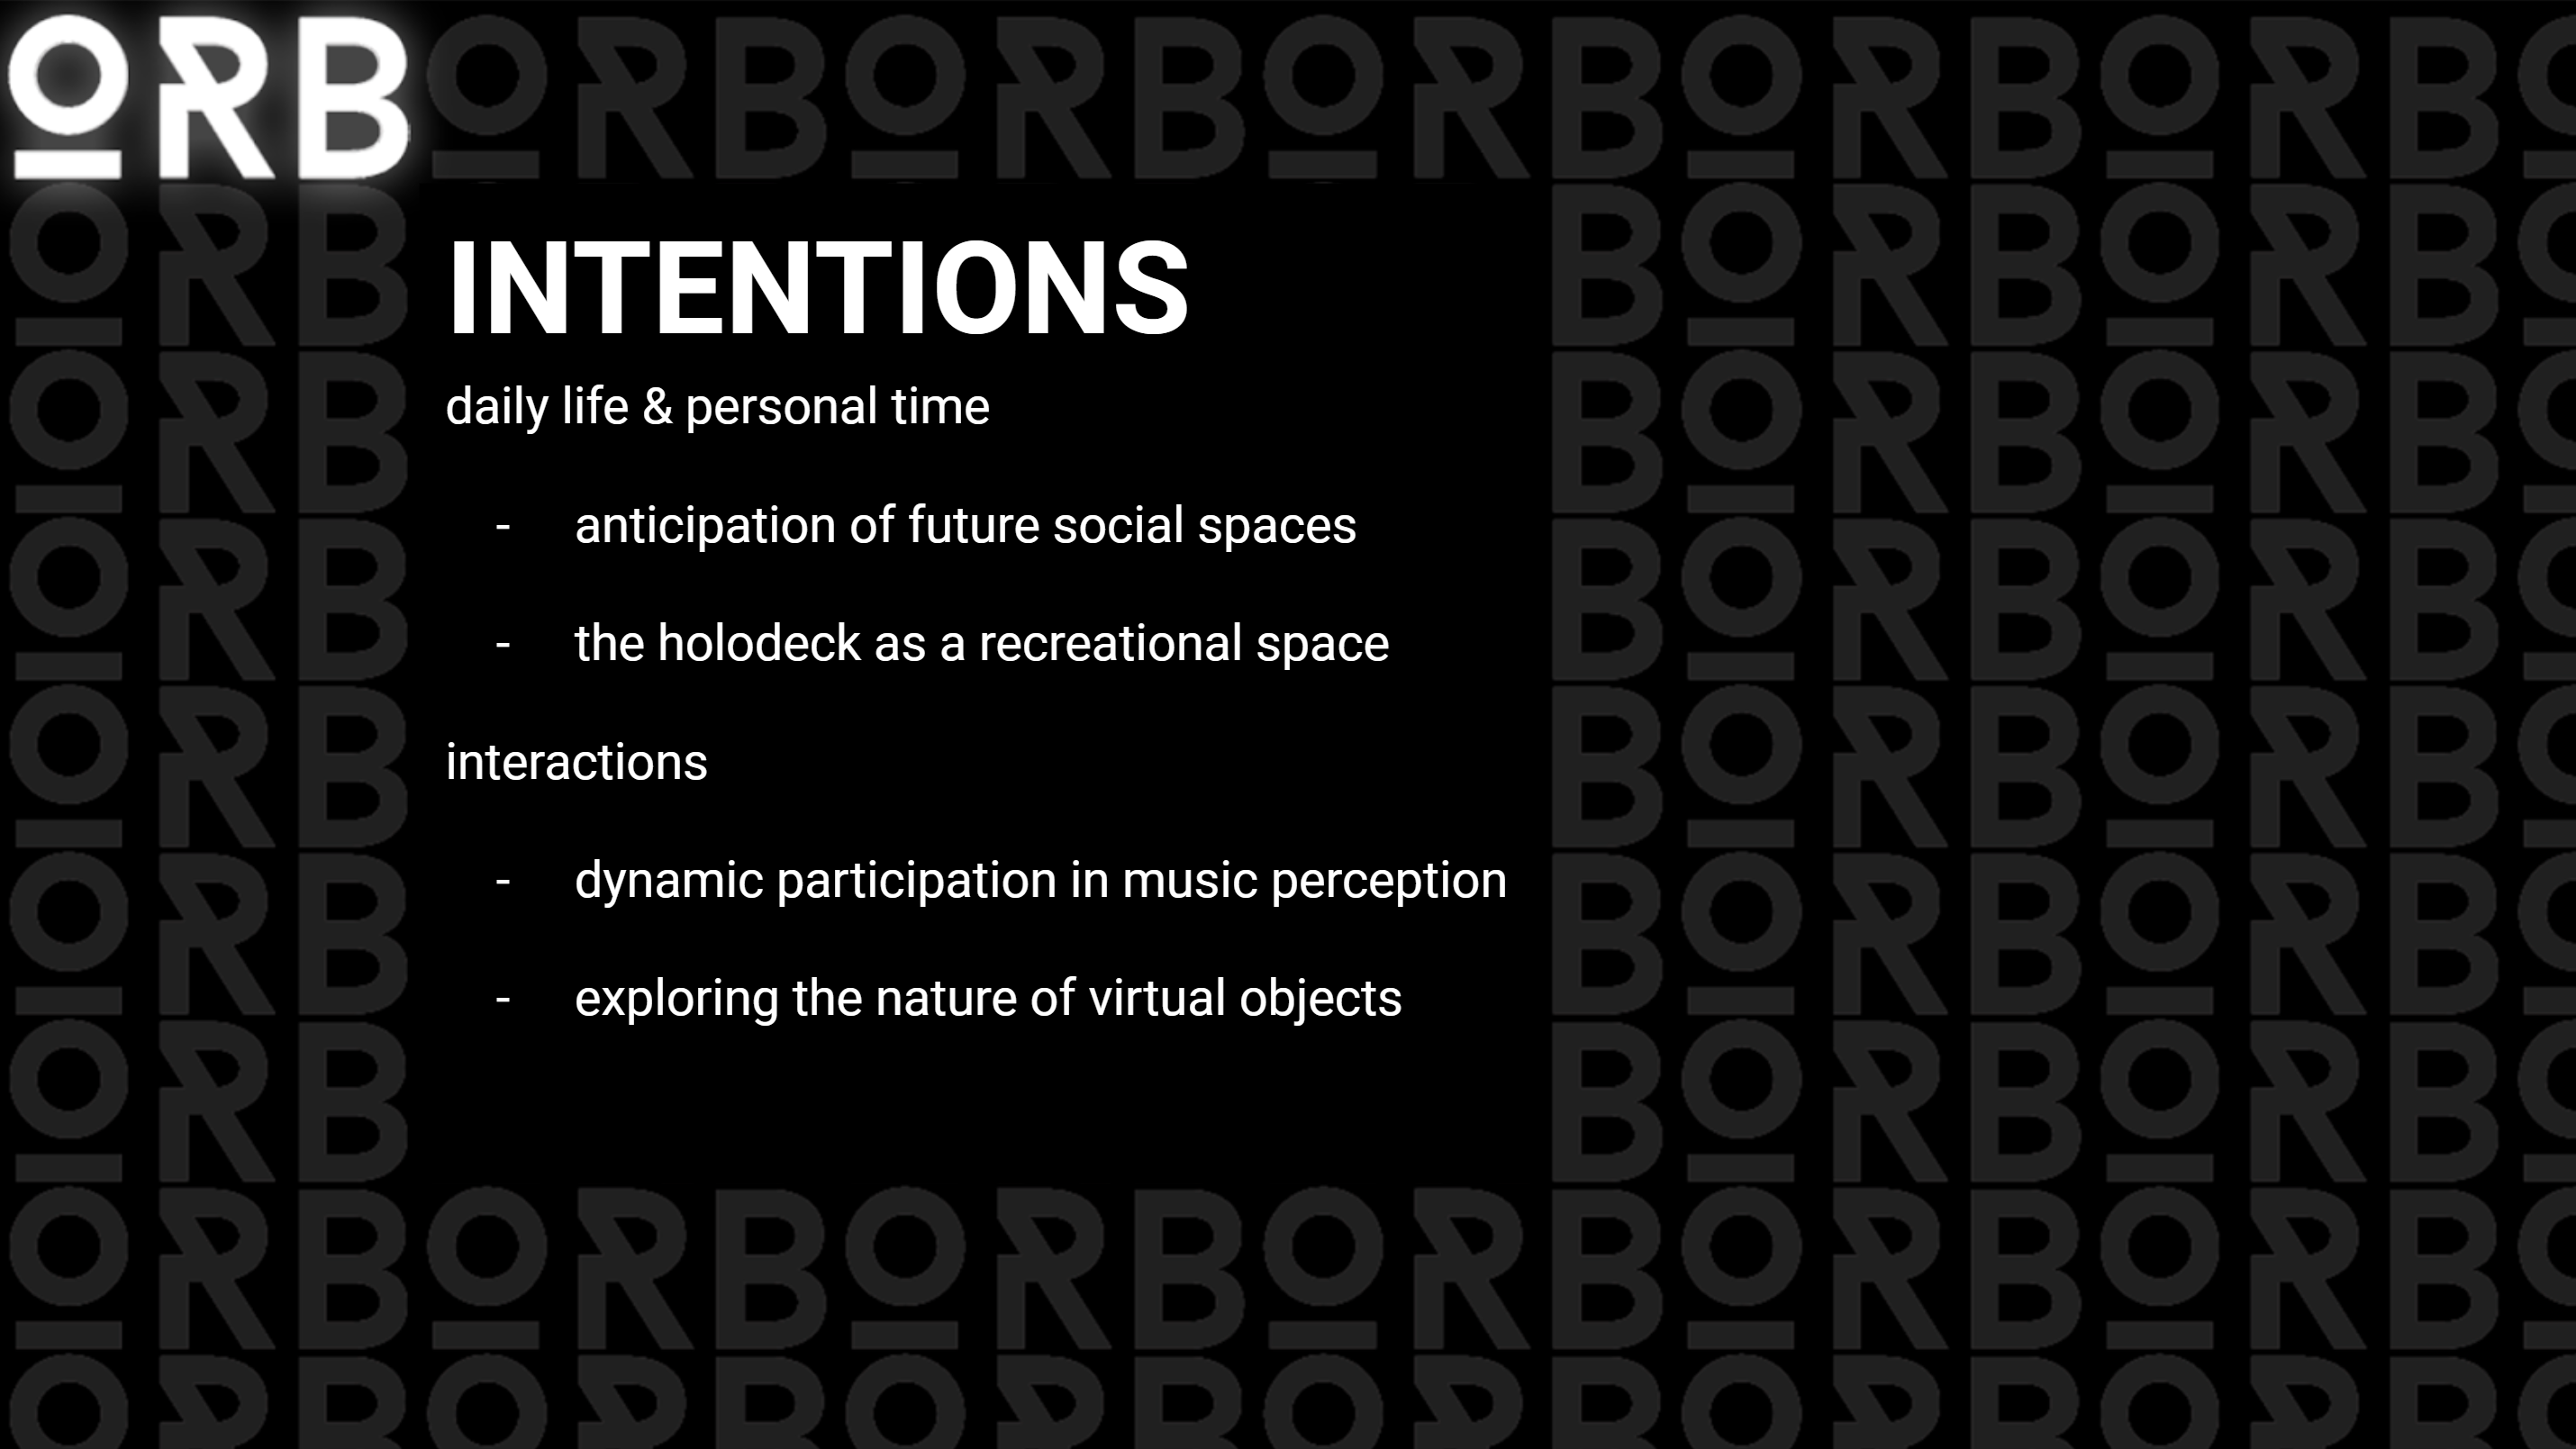 ORB
INTENTIONS
daily life & personal time
- anticipation of future social spaces
- the holodeck as a recreational space
interactions
- dynamic participation in music perception
- exploring the nature of virtual objects